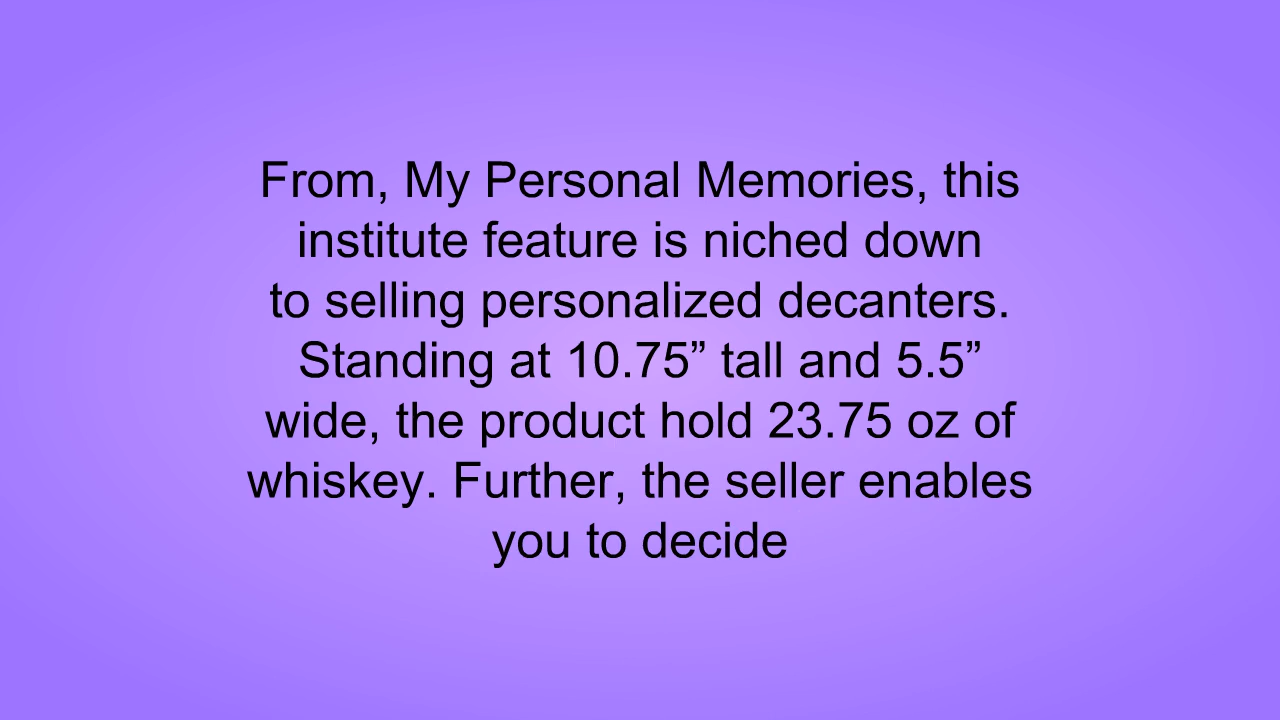 From, My Personal Memories, this
institute feature is niched down
to selling personalized decanters.
Standing at 10.75” tall and 5.5”
wide, the product hold 23.75 oz of
whiskey. Further, the seller enables
you to decide